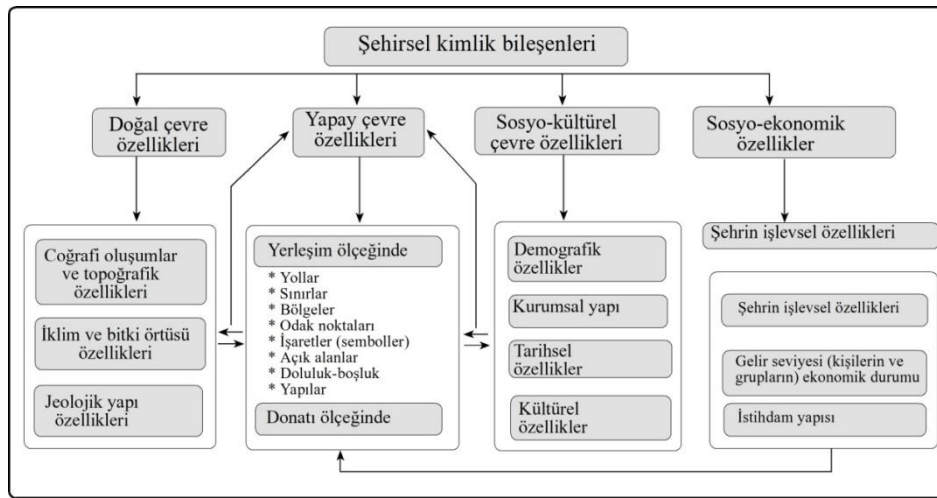 Şehirsel kimlik bileşenleri
Doğal çevre
özellikleri
Yapay çevre
özellikleri
Sosyo-kültürel
çevre özellikleri
Sosyo-ekonomik
özellikler
Coğrafi oluşumlar
ve topoğrafik
özellikleri
İklim ve bitki örtüsü
özellikleri
Jeolojik yapı
özellikleri
Yerleşim ölçeğinde
* Yollar
* Sınırlar
* Bölgeler
* Odak noktaları
* İşaretler (semboller)
* Açık alanlar
* Doluluk-boşluk
* Yapılar
Donatı ölçeğinde
Demografik
özellikler
Kurumsal yapı
Tarihsel
özellikler
Kültürel
özellikler
Şehrin işlevsel özellikleri
Şehrin işlevsel özellikleri
Gelir seviyesi (kişilerin ve
grupların) ekonomik durumu
İstihdam yapısı